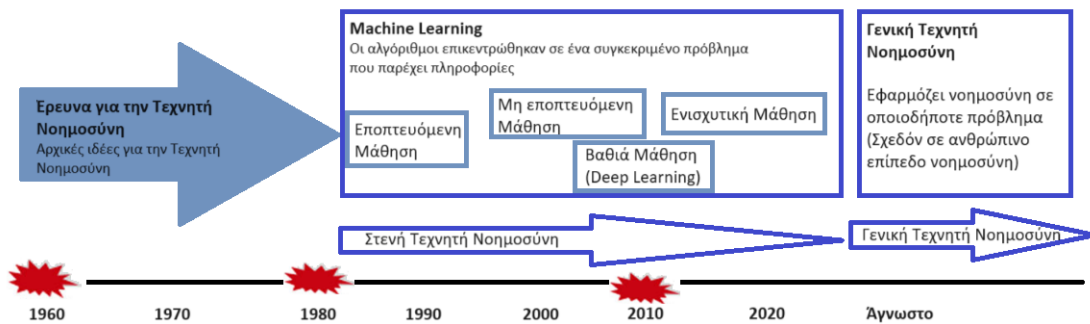 Έρευνα για την Τεχνητή
Νοημοσύνη
Αρχικές ιδέες για την Τεχνητή
Νοημοσύνη
Machine Learning
Οι αλγόριθμοι επικεντρώθηκαν σε ένα συγκεκριμένο πρόβλημα
που παρέχει πληροφορίες
Εποπτευόμενη
Μάθηση
Μη εποπτευόμενη
Μάθηση
Βαθιά Μάθηση
(Deep Learning)
Ενισχυτική Μάθηση
Γενική Τεχνητή
Νοημοσύνη
Εφαρμόζει νοημοσύνη σε
οποιοδήποτε πρόβλημα
(Σχεδόν σε ανθρώπινο
επίπεδο νοημοσύνη)
Στενή Τεχνητή Νοημοσύνη
Γενική Τεχνητή Νοημοσύνη
1960 1970 1980 1990 2000 2010 2020 Άγνωστο